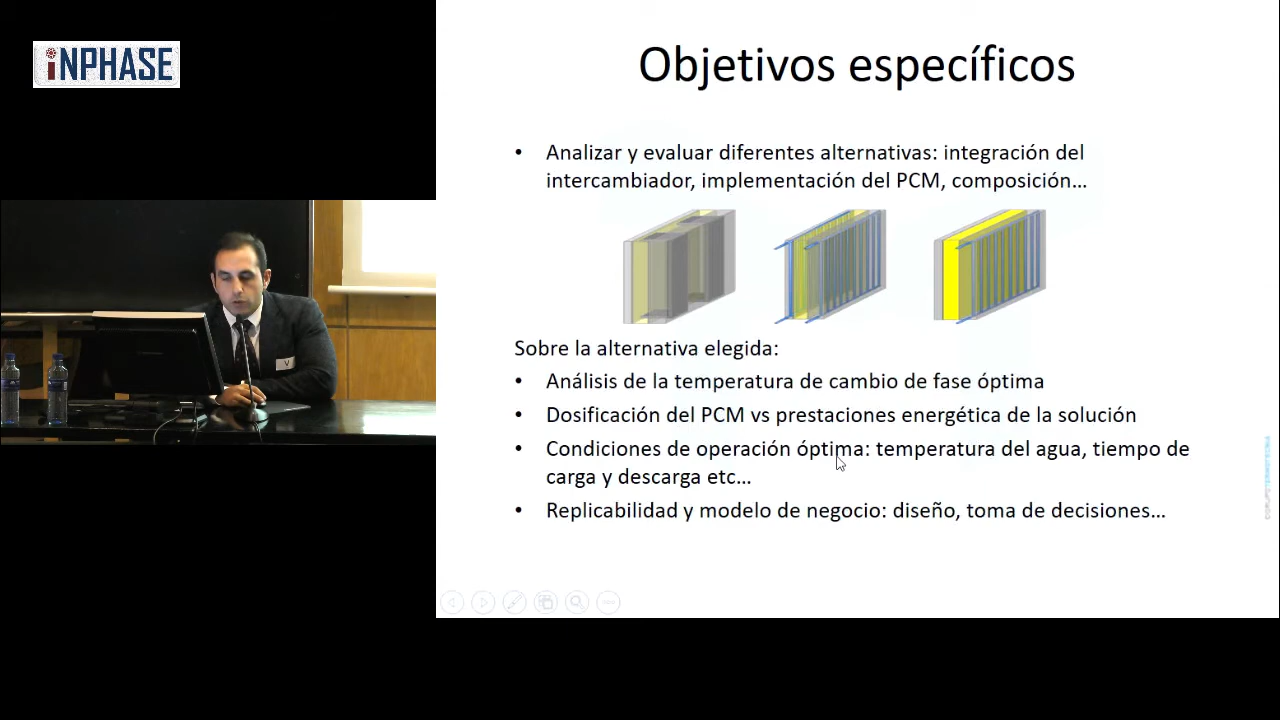 iNPHASE
Objetivos específicos
• Analizar y evaluar diferentes alternativas: integración del
intercambiador, implementación del PCM, composición...
Sobre la alternativa elegida:
• Análisis de la temperatura de cambio de fase óptima
• Dosificación del PCM vs prestaciones energética de la solución
• Condiciones de operación óptima: temperatura del agua, tiempo de
carga y descarga etc...
• Replicabilidad y modelo de negocio: diseño, toma de decisiones...